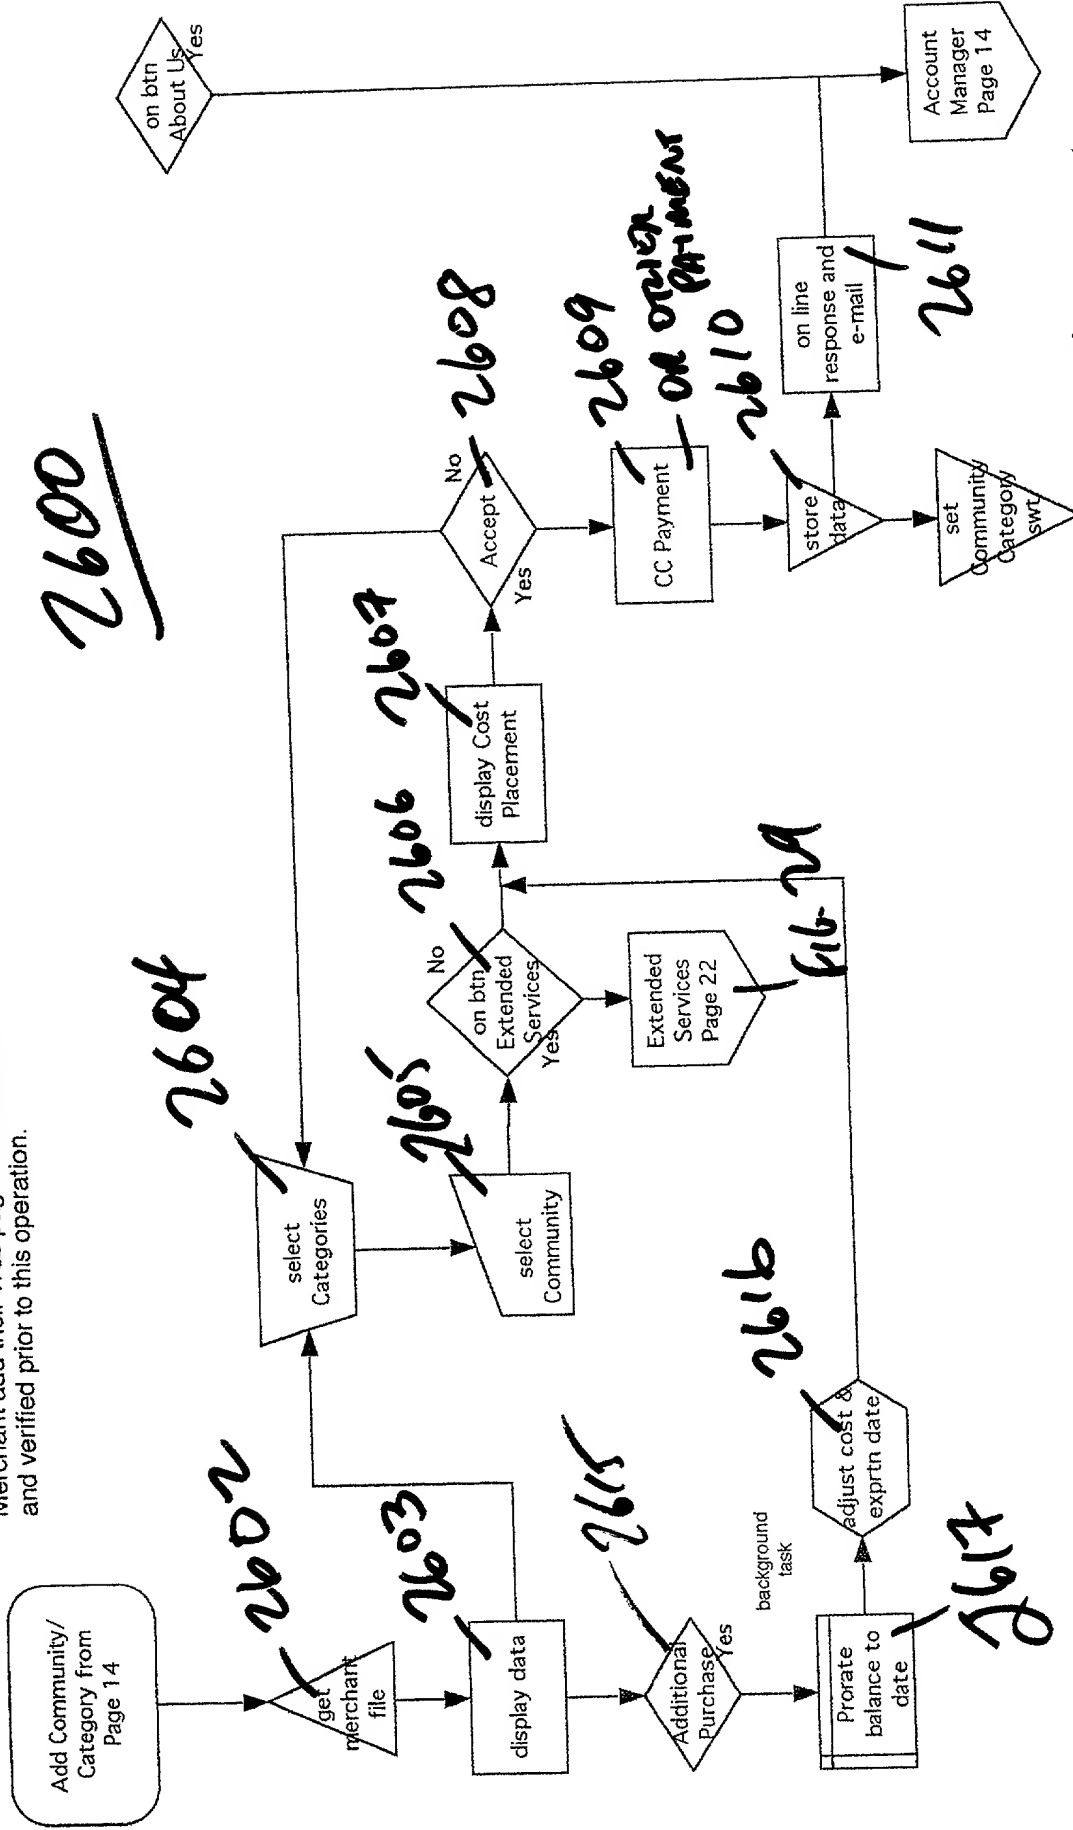 and verified prior to this operation.
2600
Add Community/
Category from
Page 14
2602
get
merchant
file
2603
display data
2615
Additional
Purchase
Yes
background
task
Prorate
balance to
date
2617
adjust cost &
exprtn date
2616
2604
select
Categories
2605
select
Community
2606
on btn
Extended
Services
No
Yes
Extended
Services
Page 22
FIG- 29
2607
display Cost
Placement
2608
Accept
No
Yes
2609
CC Payment
OR OTHER
PAYMENT
2610
store
data
set
Community
Category
swt
on line
response and
e-mail
2611
on btn
About Us
Yes
Account
Manager
Page 14